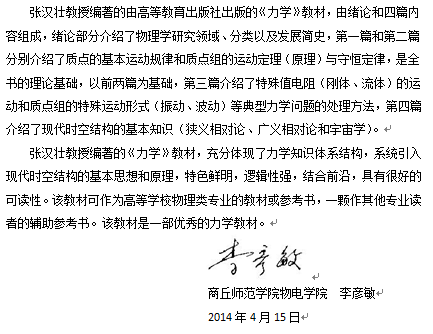 张汉壮教授编著的由高等教育出版社出版的《力学》教材，由绪论和四篇内
容组成，绪论部分介绍了物理学研究领域、分类以及发展简史，第一篇和第二篇
分别介绍了质点的基本运动规律和质点组的运动定理（原理）与守恒定律，是全
书的理论基础，以前两篇为基础，第三篇介绍了特殊值电阻（刚体、流体）的运
动和质点组的特殊运动形式（振动、波动）等典型力学问题的处理方法，第四篇
介绍了现代时空结构的基本知识（狭义相对论、广义相对论和宇宙学）。
张汉壮教授编著的《力学》教材，充分体现了力学知识体系结构，系统引入
现代时空结构的基本思想和原理，特色鲜明，逻辑性强，结合前沿，具有很好的
可读性。该教材可作为高等学校物理类专业的教材或参考书，一颗作其他专业读
者的辅助参考书。该教材是一部优秀的力学教材。
李彦敏
商丘师范学院物电学院 李彦敏
2014 年 4 月 15 日